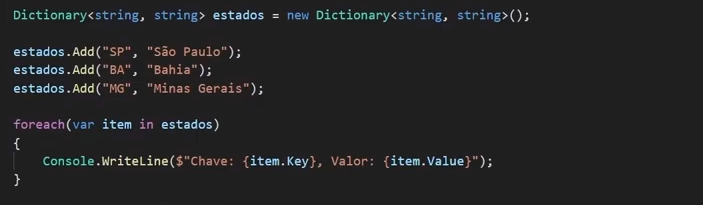 Dictionary<string, string> estados = new Dictionary<string, string>();
estados.Add("SP", "São Paulo");
estados.Add("BA", "Bahia");
estados.Add("MG", "Minas Gerais");
foreach(var item in estados)
{
    Console.WriteLine($"Chave: {item.Key}, Valor: {item.Value}");
}